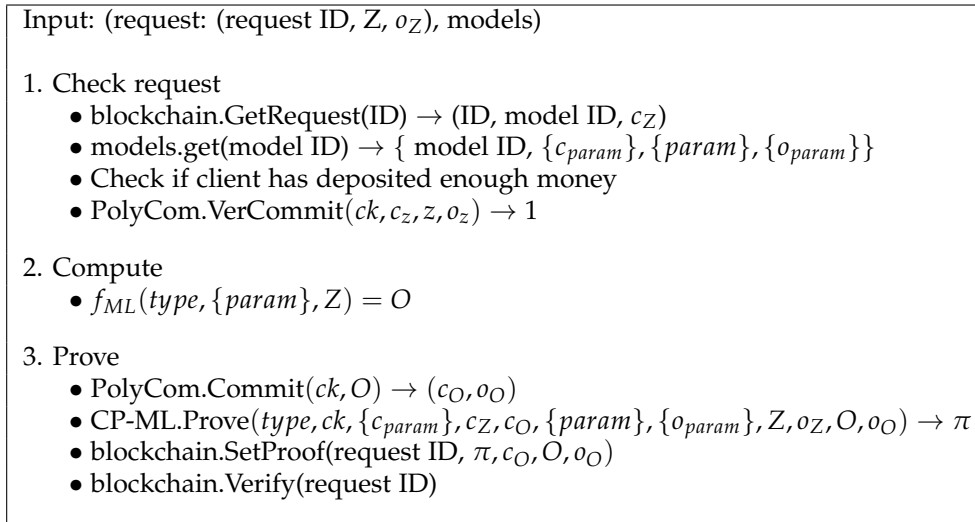 Input: (request: (request ID, Z, o_Z), models)
1. Check request
• blockchain.GetRequest(ID) → (ID, model ID, c_Z)
• models.get(model ID) → { model ID, {c_param}, {param}, {o_param}}
• Check if client has deposited enough money
• PolyCom.VerCommit(ck, c_z, z, o_z) → 1
2. Compute
• f_ML(type, {param}, Z) = O
3. Prove
• PolyCom.Commit(ck, O) → (c_O, o_O)
• CP-ML.Prove(type, ck, {c_param}, c_Z, c_O, {param}, {o_param}, Z, o_Z, O, o_O) → π
• blockchain.SetProof(request ID, π, c_O, O, o_O)
• blockchain.Verify(request ID)